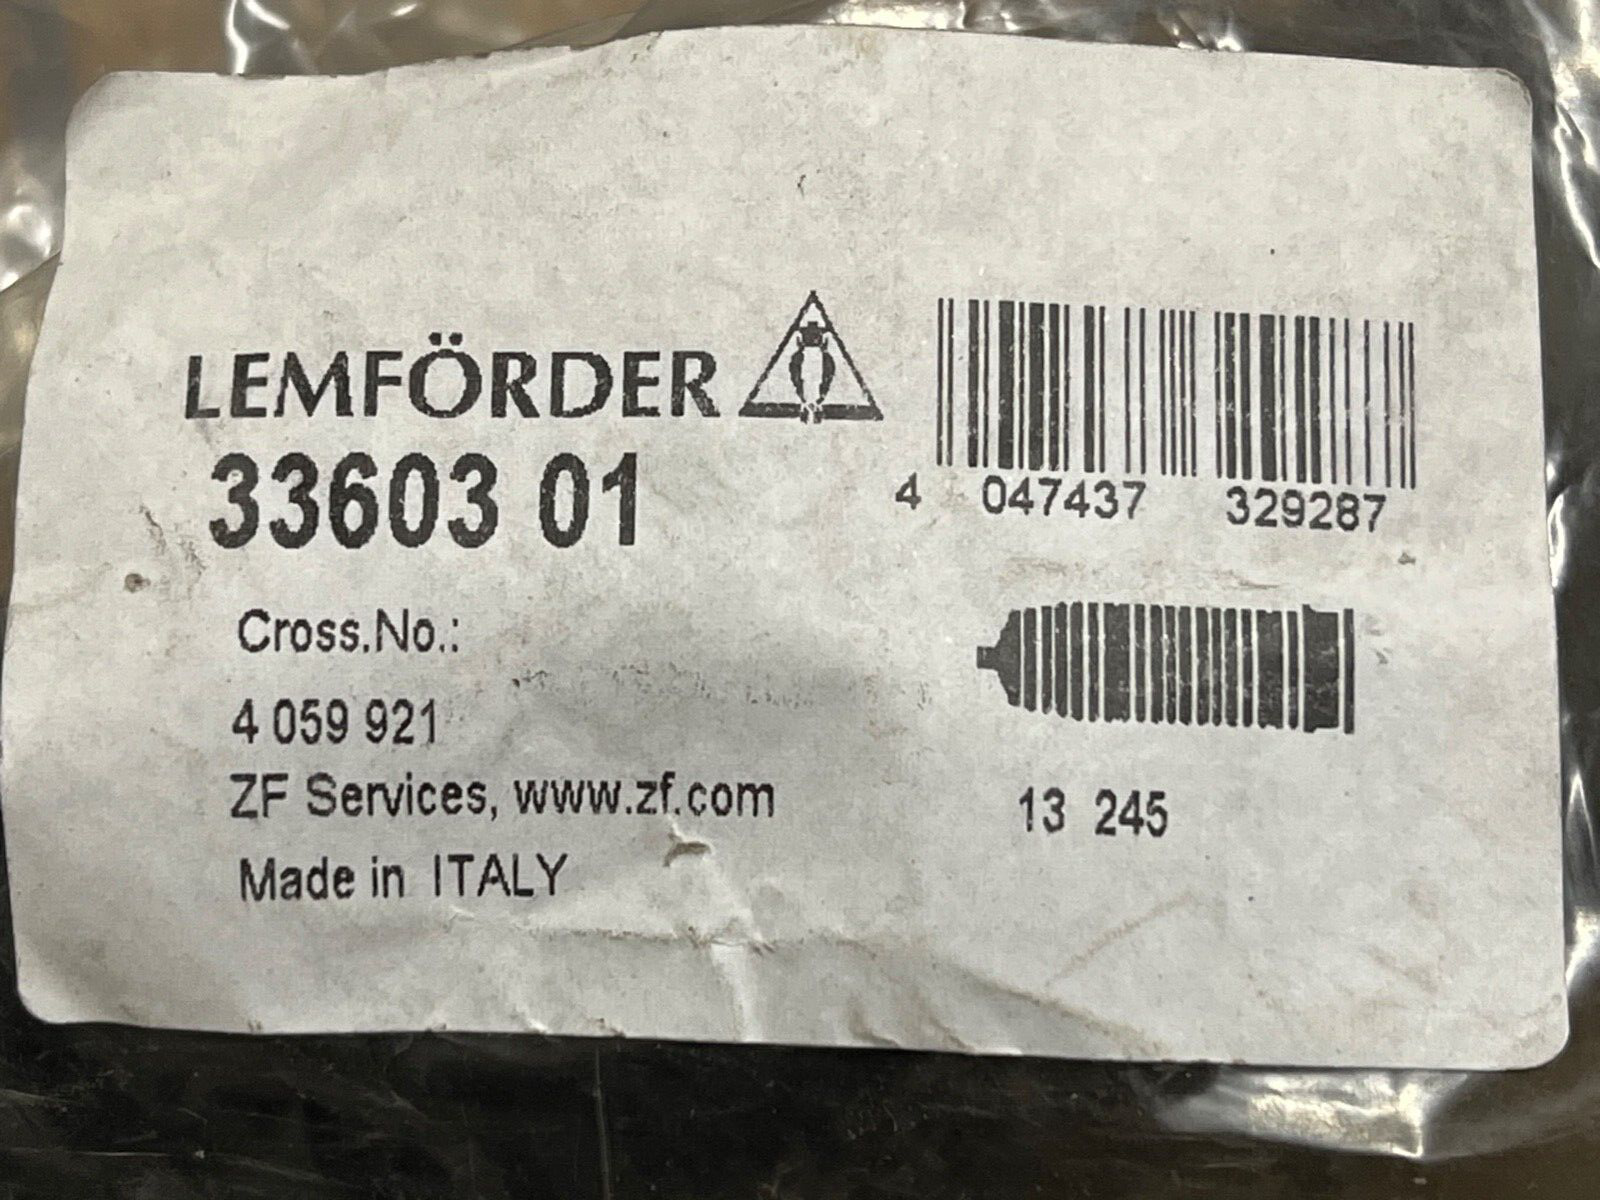 LEMFÖRDER
33603 01
4 047437 329287
Cross.No.:
4 059 921
ZF Services, www.zf.com
Made in ITALY
13 245